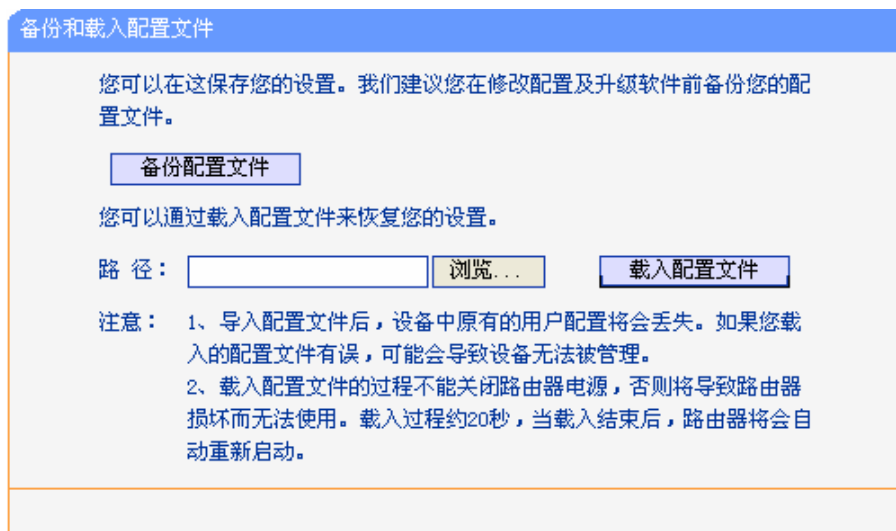 备份和载入配置文件
您可以在这保存您的设置。我们建议您在修改配置及升级软件前备份您的配
置文件。
备份配置文件
您可以通过载入配置文件来恢复您的设置。
路 径： 浏览... 载入配置文件
注意： 1、导入配置文件后，设备中原有的用户配置将会丢失。如果您载
入的配置文件有误，可能会导致设备无法被管理。
2、载入配置文件的过程不能关闭路由器电源，否则将导致路由器
损坏而无法使用。载入过程约20秒，当载入结束后，路由器将会自
动重新启动。